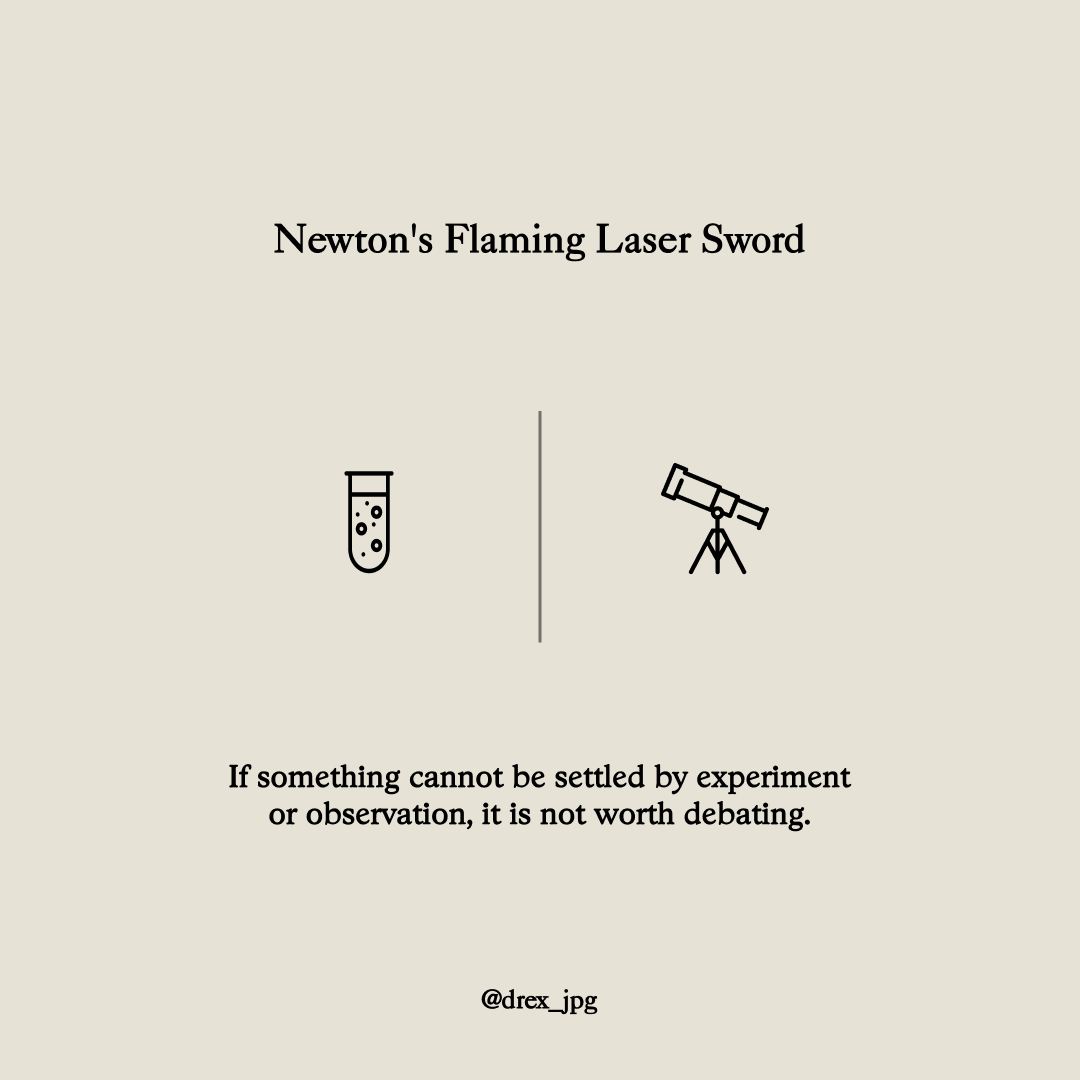 Newton's Flaming Laser Sword
If something cannot be settled by experiment
or observation, it is not worth debating.
@drex_jpg